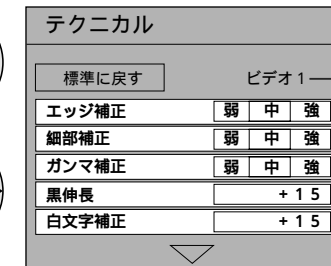 テクニカル
標準に戻す ビデオ1
エッジ補正 弱 中 強
細部補正 弱 中 強
ガンマ補正 弱 中 強
黒伸長 +15
白文字補正 +15